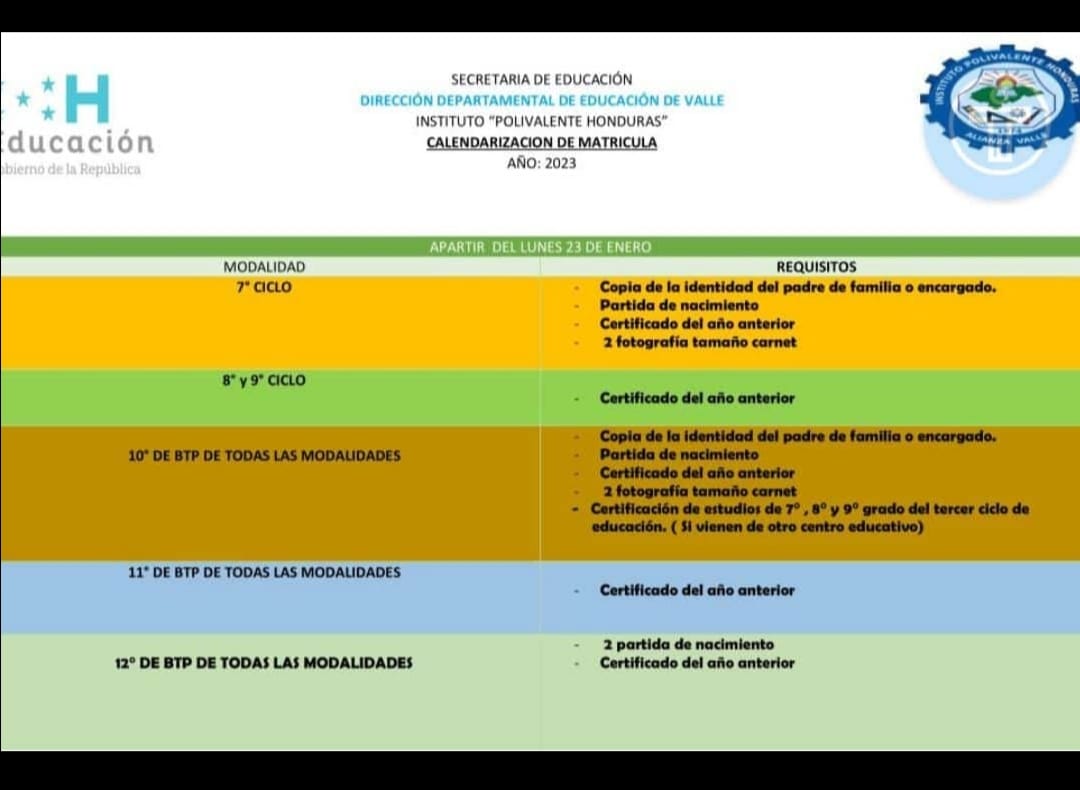 SECRETARIA DE EDUCACIÓN
DIRECCIÓN DEPARTAMENTAL DE EDUCACIÓN DE VALLE
INSTITUTO “POLIVALENTE HONDURAS”
CALENDARIZACION DE MATRICULA
AÑO: 2023
H
Educación
obierno de la República
INSTITUTO POLIVALENTE HONDURAS
ALIANZA VALLE
APARTIR DEL LUNES 23 DE ENERO
MODALIDAD
REQUISITOS
7° CICLO
- Copia de la identidad del padre de familia o encargado.
- Partida de nacimiento
- Certificado del año anterior
- 2 fotografía tamaño carnet
8° y 9° CICLO
- Certificado del año anterior
10° DE BTP DE TODAS LAS MODALIDADES
- Copia de la identidad del padre de familia o encargado.
- Partida de nacimiento
- Certificado del año anterior
- 2 fotografía tamaño carnet
- Certificación de estudios de 7º , 8º y 9º grado del tercer ciclo de
educación. ( Si vienen de otro centro educativo)
11° DE BTP DE TODAS LAS MODALIDADES
- Certificado del año anterior
12º DE BTP DE TODAS LAS MODALIDADES
- 2 partida de nacimiento
- Certificado del año anterior